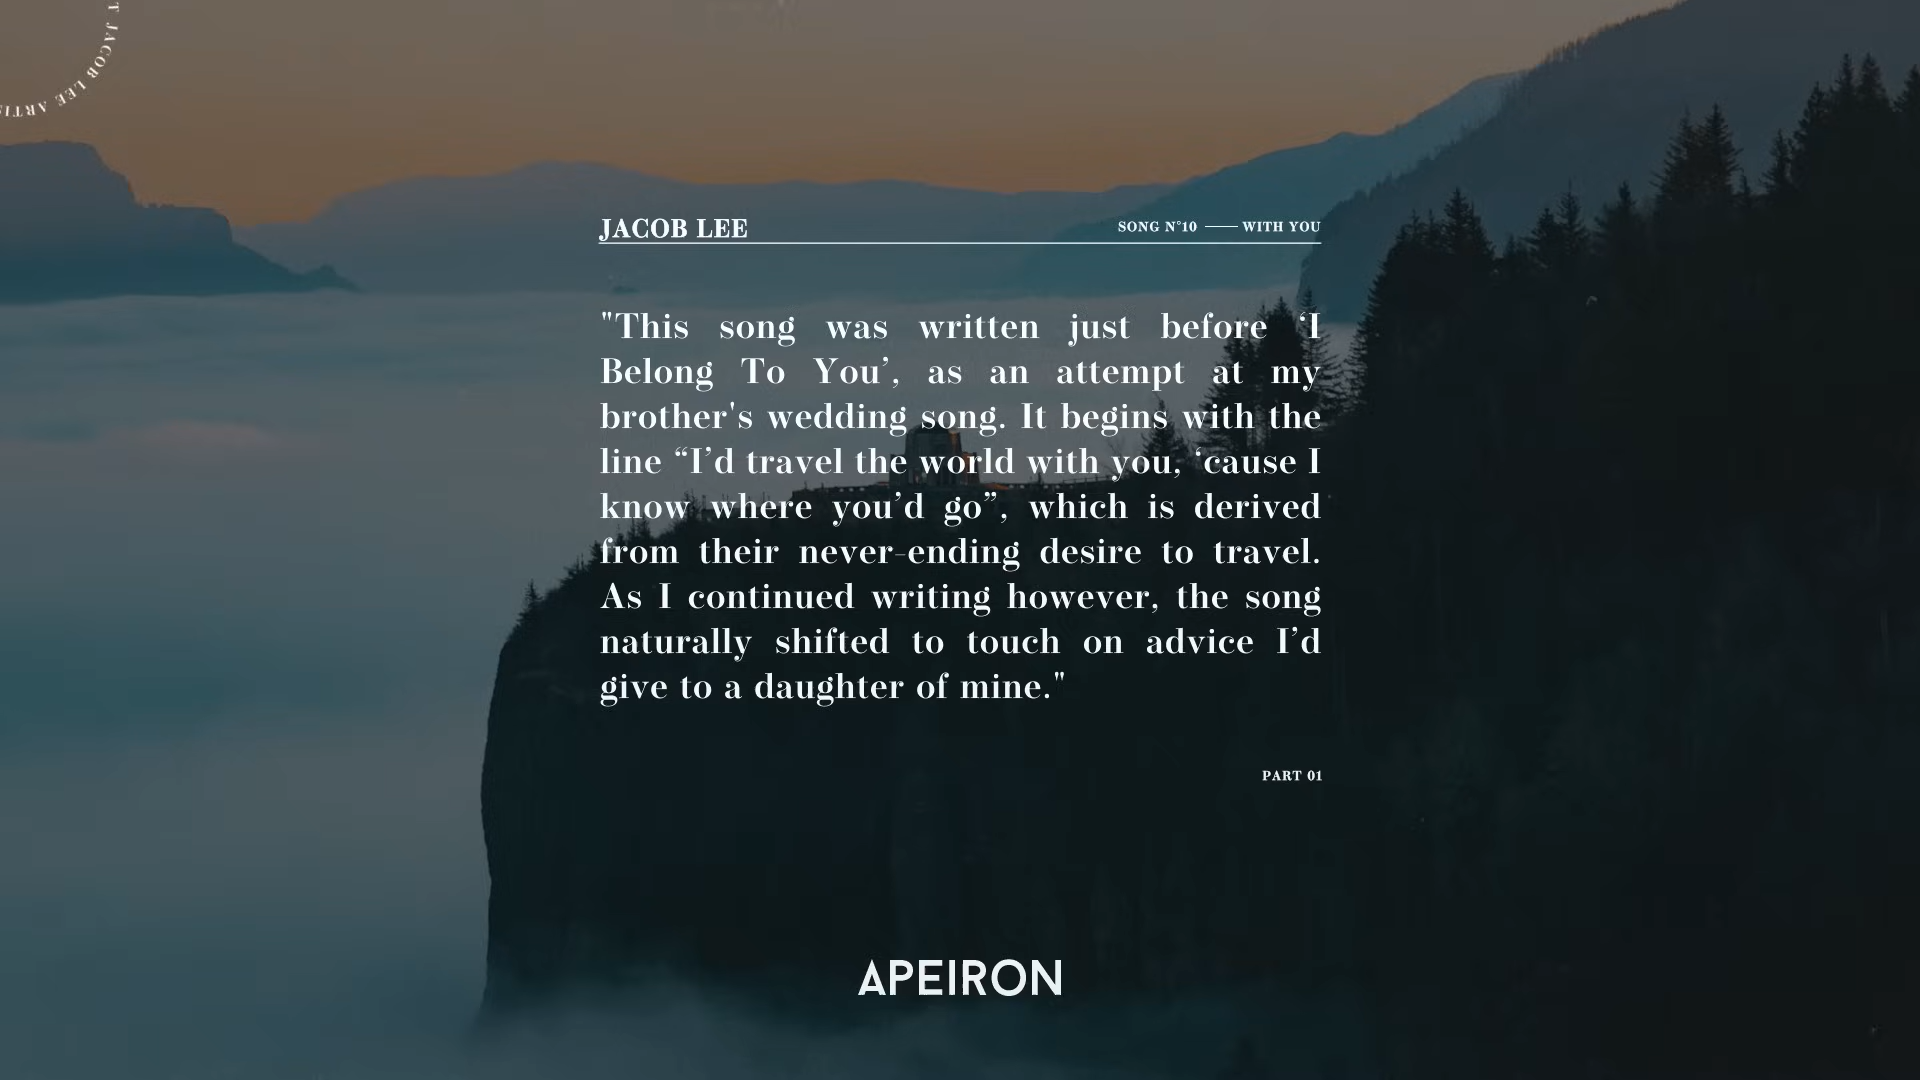 T JACOB LEE ARTIS
JACOB LEE
SONG N°10 — WITH YOU
"This song was written just before ‘I
Belong To You’, as an attempt at my
brother's wedding song. It begins with the
line “I’d travel the world with you, ‘cause I
know where you’d go”, which is derived
from their never-ending desire to travel.
As I continued writing however, the song
naturally shifted to touch on advice I’d
give to a daughter of mine."
PART 01
APEIRON